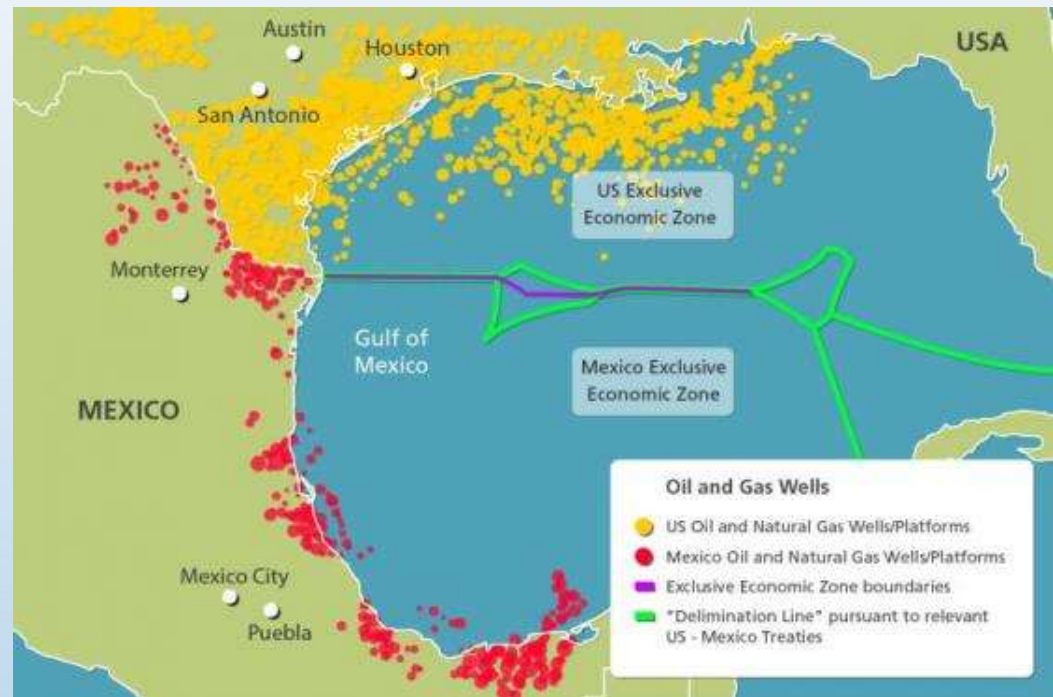 Austin
Houston
USA
San Antonio
US Exclusive
Economic Zone
Monterrey
Gulf of
Mexico
Mexico Exclusive
Economic Zone
MEXICO
Oil and Gas Wells
US Oil and Natural Gas Wells/Platforms
Mexico Oil and Natural Gas Wells/Platforms
Exclusive Economic Zone boundaries
"Delimination Line" pursuant to relevant
US - Mexico Treaties
Mexico City
Puebla